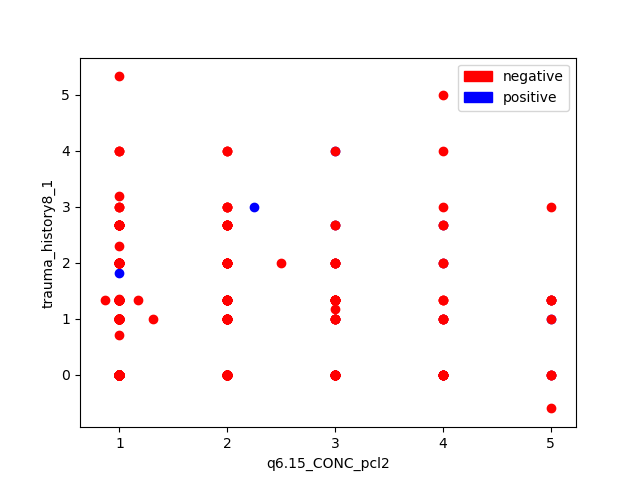 negative
positive
5
4
3
2
1
0
trauma_history8_1
1 2 3 4 5
q6.15_CONC_pcl2